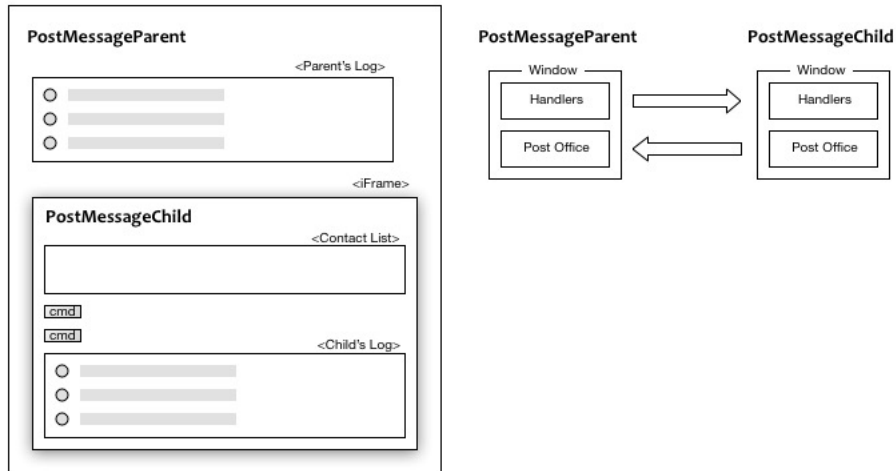 PostMessageParent
<Parent's Log>
<iFrame>
PostMessageChild
<Contact List>
cmd
cmd
<Child's Log>
PostMessageParent
Window
Handlers
Post Office
PostMessageChild
Window
Handlers
Post Office